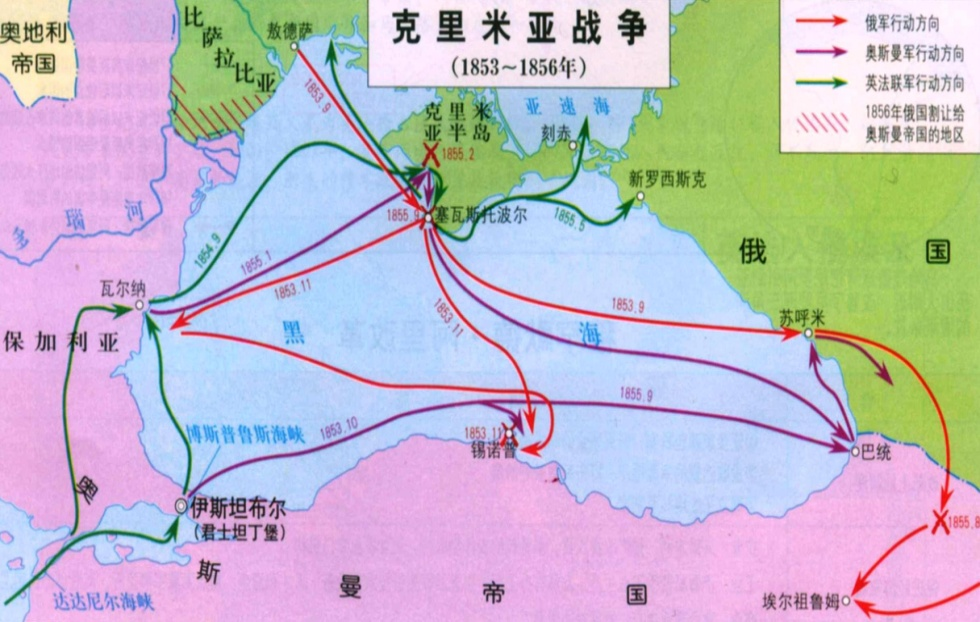 克里米亚战争
(1853～1856年)
俄军行动方向
奥斯曼军行动方向
英法联军行动方向
1856年俄国割让给
奥斯曼帝国的地区
奥地利
帝国
比
萨
拉
比
亚
敖德萨
1853.9
克里米
亚半岛
亚速海
刻赤
1855.2
新罗西斯克
1855.9
塞瓦斯托波尔
1855.5
多瑙河
1854.9
1855.1
1853.11
俄国
瓦尔纳
保加利亚
黑海
1853.11
1853.9
苏呼米
博斯普鲁斯海峡
1853.10
1855.9
1853.11
锡诺普
巴统
伊斯坦布尔
(君士坦丁堡)
1855.8
奥斯曼帝国
达达尼尔海峡
埃尔祖鲁姆